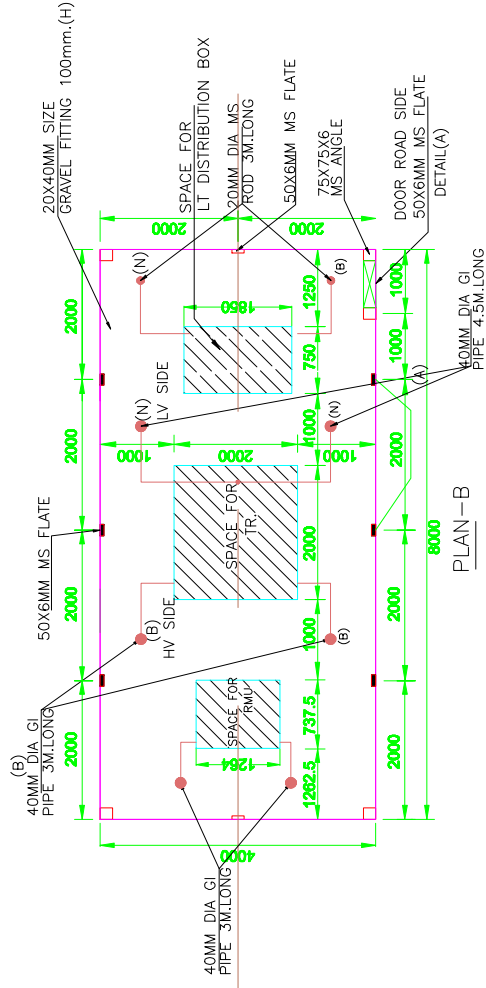 20X40MM SIZE
GRAVEL FITTING 100mm.(H)
SPACE FOR
LT DISTRIBUTION BOX
20MM DIA MS
ROD 3M.LONG
50X6MM MS FLATE
75X75X6
MS ANGLE
DOOR ROAD SIDE
50X6MM MS FLATE
DETAIL(A)
50X6MM MS FLATE
(B)
40MM DIA GI
PIPE 3M.LONG
2000
2000
2000
2000
(B)
HV SIDE
(N)
LV SIDE
(N)
2000
2000
4000
1264
SPACE FOR
RMU
SPACE FOR
TR.
1000
2000
1000
1850
1262.5
737.5
1000
2000
1000
750
1250
(B)
(N)
(B)
2000
2000
2000
(A)
1000
1000
8000
40MM DIA GI
PIPE 3M.LONG
40MM DIA GI
PIPE 4.5M.LONG
PLAN-B